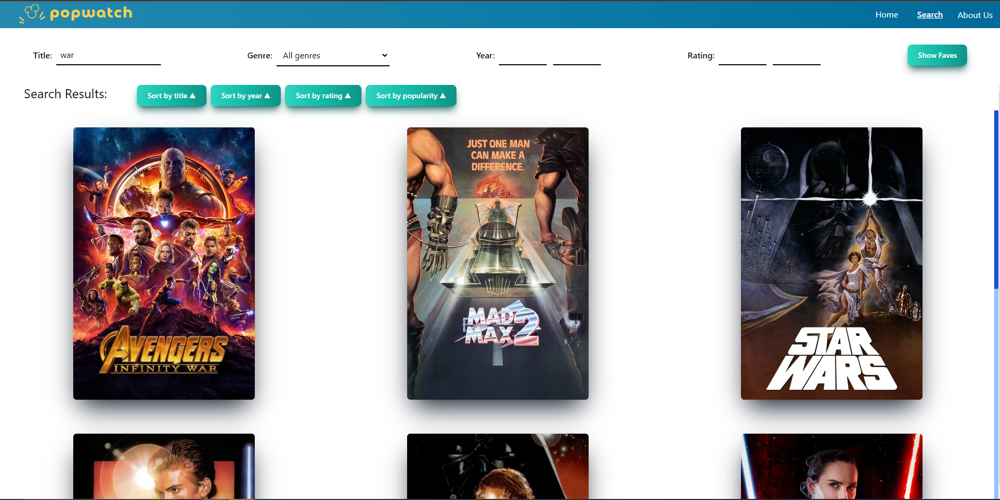 popwatch
Home Search About Us
Title: war Genre: All genres Year: Rating: Show Faves
Search Results: Sort by title ▲ Sort by year ▲ Sort by rating ▲ Sort by popularity ▲
AVENGERS
INFINITY WAR
JUST ONE MAN
CAN MAKE A
DIFFERENCE.
MAD
MAX 2
STAR
WARS